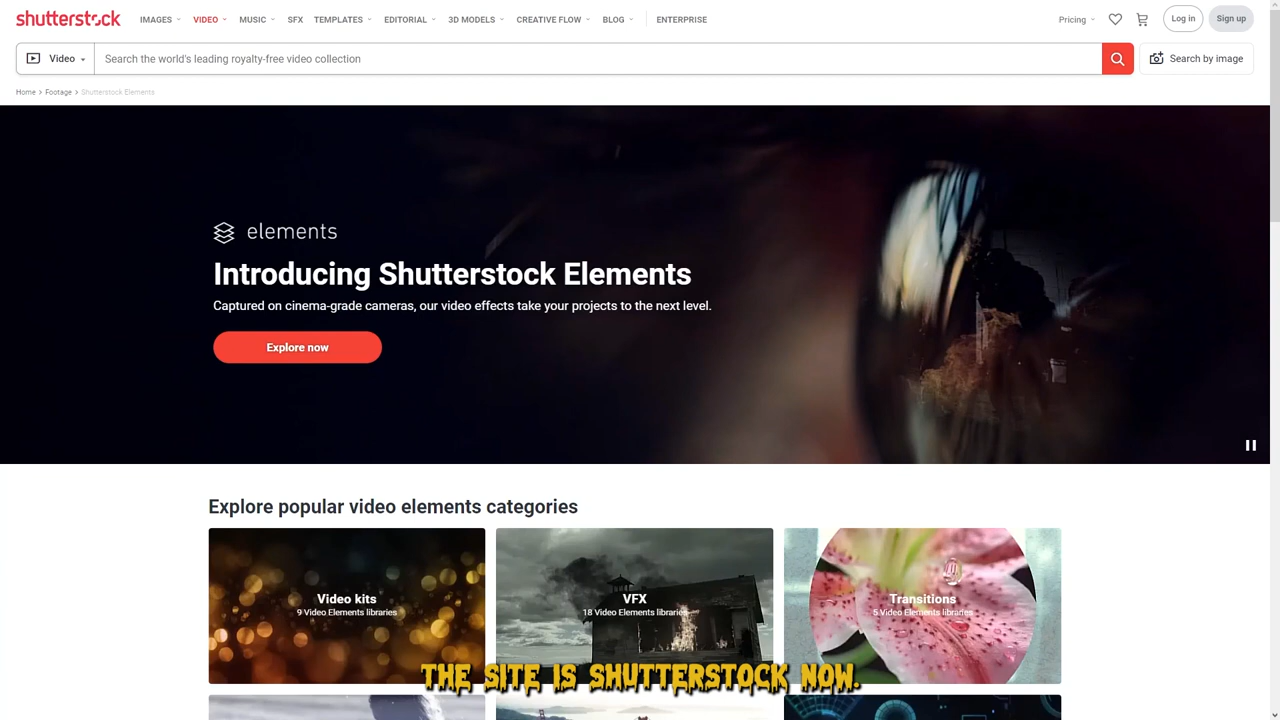 shutterstock
IMAGES VIDEO MUSIC SFX TEMPLATES EDITORIAL 3D MODELS CREATIVE FLOW BLOG ENTERPRISE
Pricing Log in Sign up
Video Search the world's leading royalty-free video collection Search by image
Home > Footage > Shutterstock Elements
elements
Introducing Shutterstock Elements
Captured on cinema-grade cameras, our video effects take your projects to the next level.
Explore now
Explore popular video elements categories
Video kits
9 Video Elements libraries
VFX
18 Video Elements libraries
Transitions
5 Video Elements libraries
THE SITE IS SHUTTERSTOCK NOW.